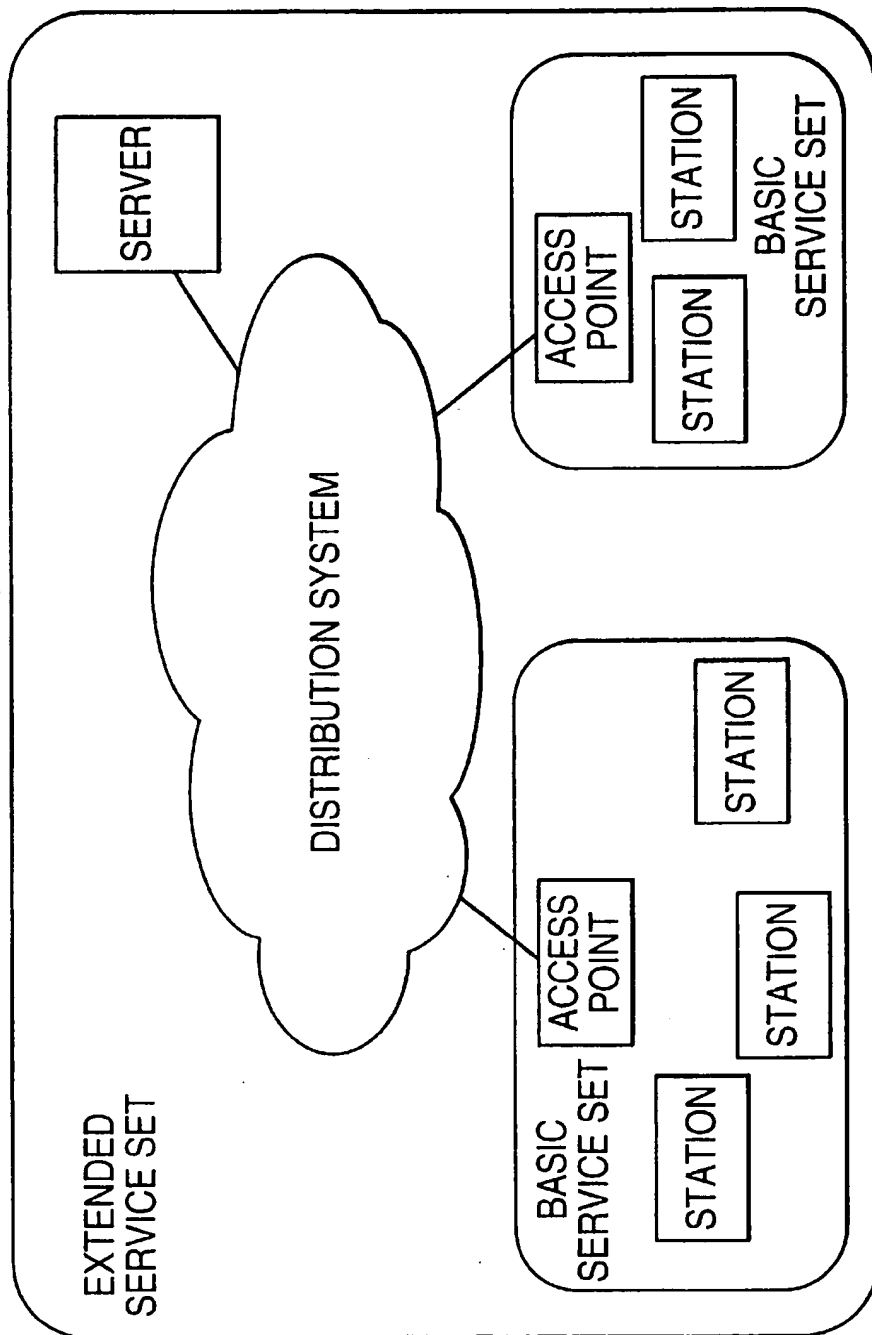 EXTENDED
SERVICE SET
SERVER
DISTRIBUTION SYSTEM
BASIC
SERVICE SET
ACCESS
POINT
STATION
STATION
STATION
ACCESS
POINT
STATION
STATION
BASIC
SERVICE SET